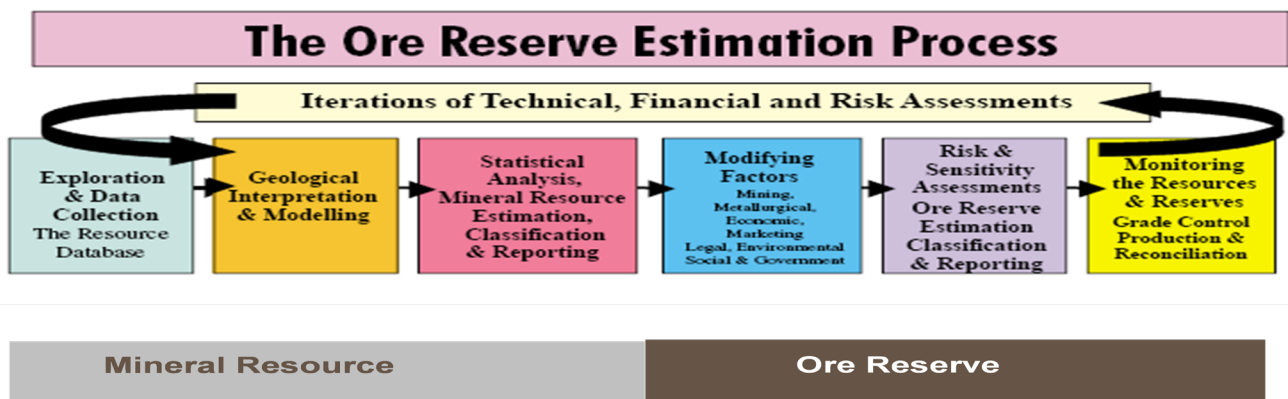 The Ore Reserve Estimation Process
Iterations of Technical, Financial and Risk Assessments
Exploration
& Data
Collection
The Resource
Database
Geological
Interpretation
& Modelling
Statistical
Analysis,
Mineral Resource
Estimation,
Classification
& Reporting
Modifying
Factors
Mining,
Metallurgical,
Economic,
Marketing
Legal, Environmental
Social & Government
Risk &
Sensitivity
Assessments
Ore Reserve
Estimation
Classification
& Reporting
Monitoring
the Resources
& Reserves
Grade Control
Production &
Reconciliation
Mineral Resource
Ore Reserve